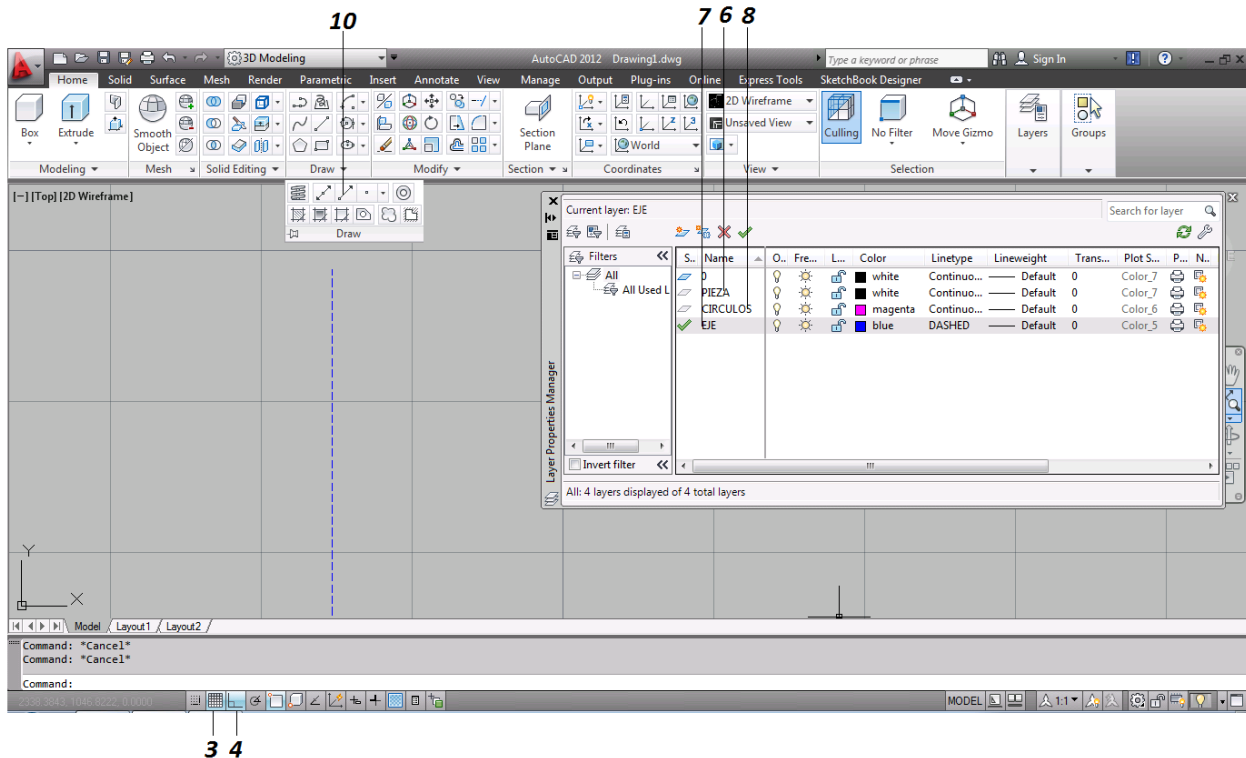 10
7 6 8
3D Modeling
AutoCAD 2012 Drawing1.dwg
Type a keyword or phrase
Sign In
Home Solid Surface Mesh Render Parametric Insert Annotate View Manage Output Plug-ins Online Express Tools SketchBook Designer
Box
Extrude
Smooth Object
Section Plane
World
2D Wireframe
Unsaved View
Culling
No Filter
Move Gizmo
Layers
Groups
Modeling Mesh Solid Editing Draw Modify Section Coordinates View Selection
[−] [Top] [2D Wireframe]
Draw
Current layer: EJE
Search for layer
Filters
All
All Used L
S.. Name O.. Fre... L... Color Linetype Lineweight Trans... Plot S... P... N..
0 white Continuo... Default 0 Color_7
PIEZA white Continuo... Default 0 Color_7
CIRCULOS magenta Continuo... Default 0 Color_6
EJE blue DASHED Default 0 Color_5
Invert filter
All: 4 layers displayed of 4 total layers
Layer Properties Manager
Y
X
Model Layout1 Layout2
Command: *Cancel*
Command: *Cancel*
Command:
2338.3843, 1046.8222, 0.0000
MODEL
1:1
3 4